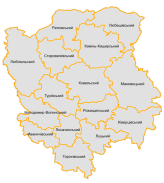 Любешівський
Ратнівський
Камінь-Каширський
Старовижівський
Любомльський
Ковельський
Маневицький
Турійський
Володимир-Волинський
Рожищенський
Ківерцівський
Локачинський
Іваничівський
Луцький
Горохівський